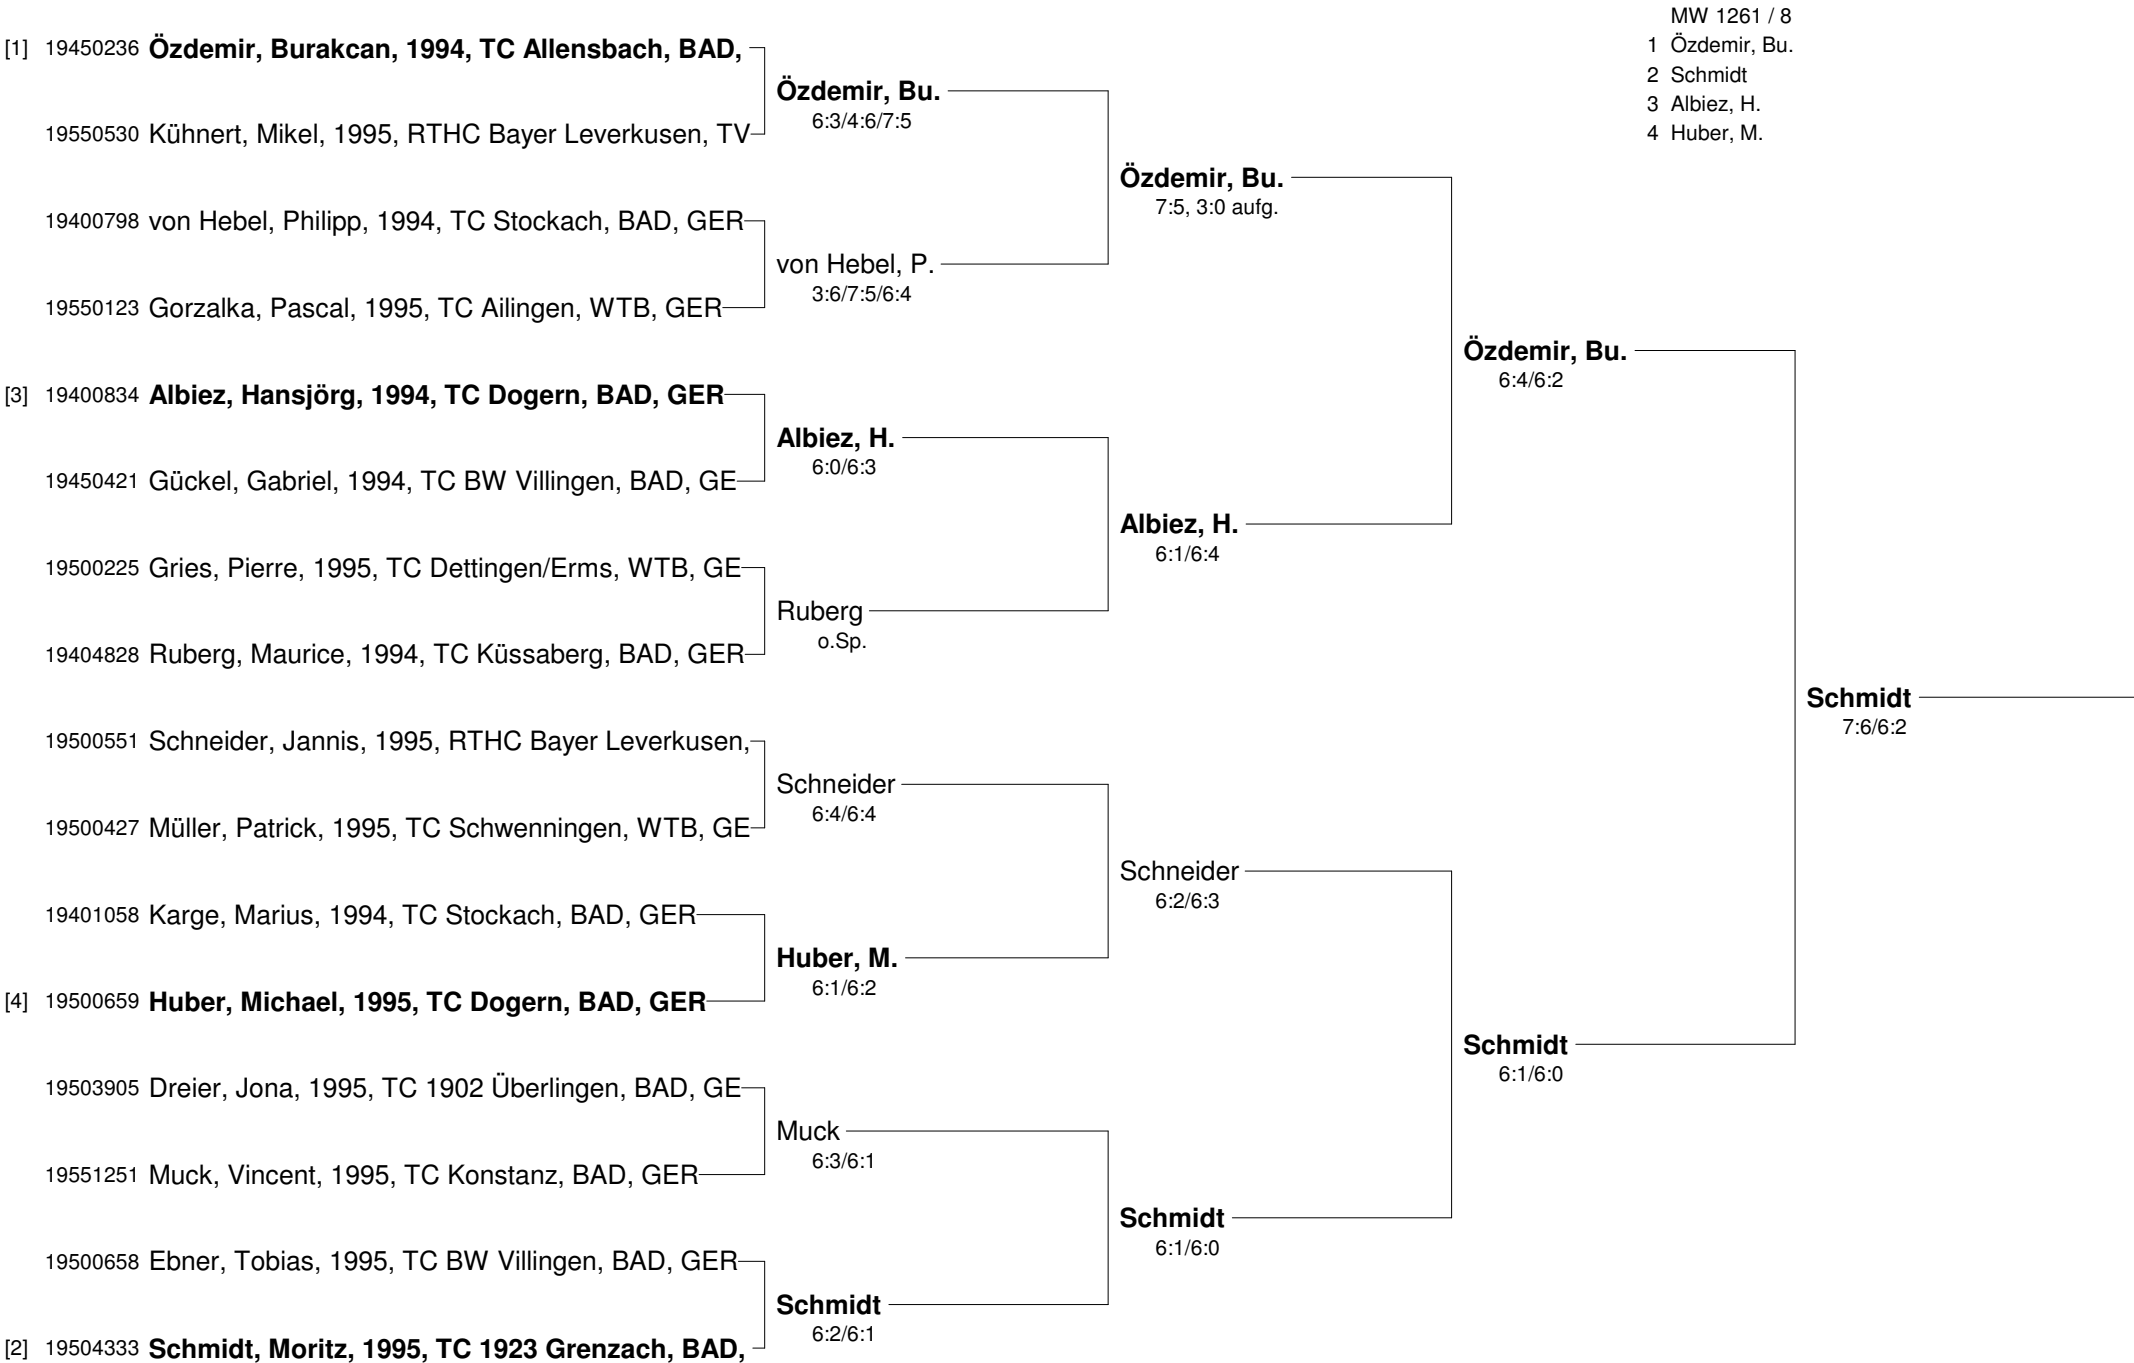 MW 1261 / 8
1 Özdemir, Bu.
2 Schmidt
3 Albiez, H.
4 Huber, M.
[1] 19450236 Özdemir, Burakcan, 1994, TC Allensbach, BAD,
Özdemir, Bu.
6:3/4:6/7:5
19550530 Kühnert, Mikel, 1995, RTHC Bayer Leverkusen, TV
Özdemir, Bu.
7:5, 3:0 aufg.
19400798 von Hebel, Philipp, 1994, TC Stockach, BAD, GER
von Hebel, P.
3:6/7:5/6:4
19550123 Gorzalka, Pascal, 1995, TC Ailingen, WTB, GER
Özdemir, Bu.
6:4/6:2
[3] 19400834 Albiez, Hansjörg, 1994, TC Dogern, BAD, GER
Albiez, H.
6:0/6:3
19450421 Gückel, Gabriel, 1994, TC BW Villingen, BAD, GE
Albiez, H.
6:1/6:4
19500225 Gries, Pierre, 1995, TC Dettingen/Erms, WTB, GE
Ruberg
o.Sp.
19404828 Ruberg, Maurice, 1994, TC Küssaberg, BAD, GER
Schmidt
7:6/6:2
19500551 Schneider, Jannis, 1995, RTHC Bayer Leverkusen,
Schneider
6:4/6:4
19500427 Müller, Patrick, 1995, TC Schwenningen, WTB, GE
Schneider
6:2/6:3
19401058 Karge, Marius, 1994, TC Stockach, BAD, GER
Huber, M.
6:1/6:2
[4] 19500659 Huber, Michael, 1995, TC Dogern, BAD, GER
Schmidt
6:1/6:0
19503905 Dreier, Jona, 1995, TC 1902 Überlingen, BAD, GE
Muck
6:3/6:1
19551251 Muck, Vincent, 1995, TC Konstanz, BAD, GER
Schmidt
6:1/6:0
19500658 Ebner, Tobias, 1995, TC BW Villingen, BAD, GER
Schmidt
6:2/6:1
[2] 19504333 Schmidt, Moritz, 1995, TC 1923 Grenzach, BAD,